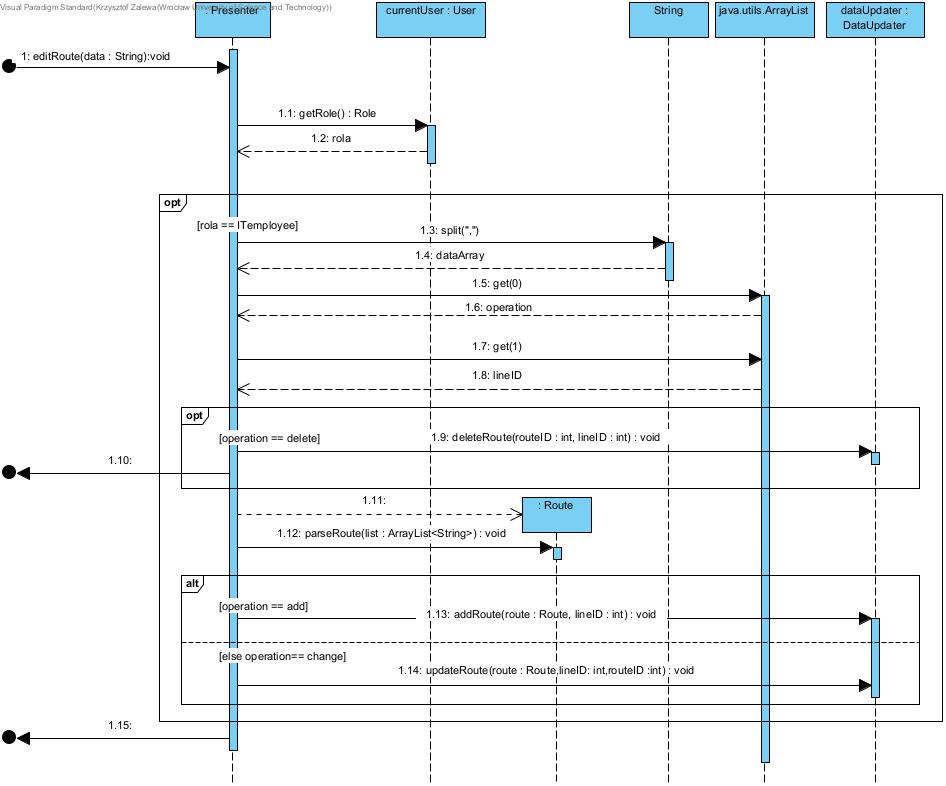 Visual Paradigm Standard(Krzysztof Zalewa(Wrocław University of Science and Technology))
: Presenter
currentUser : User
String
java.utils.ArrayList
dataUpdater :
DataUpdater
1: editRoute(data : String):void
1.1: getRole() : Role
1.2: rola
opt
[rola == ITemployee]
1.3: split(",")
1.4: dataArray
1.5: get(0)
1.6: operation
1.7: get(1)
1.8: lineID
opt
[operation == delete]
1.9: deleteRoute(routeID : int, lineID : int) : void
1.10:
1.11:
: Route
1.12: parseRoute(list : ArrayList<String>) : void
alt
[operation == add]
1.13: addRoute(route : Route, lineID : int) : void
[else operation== change]
1.14: updateRoute(route : Route,lineID: int,routeID :int) : void
1.15: